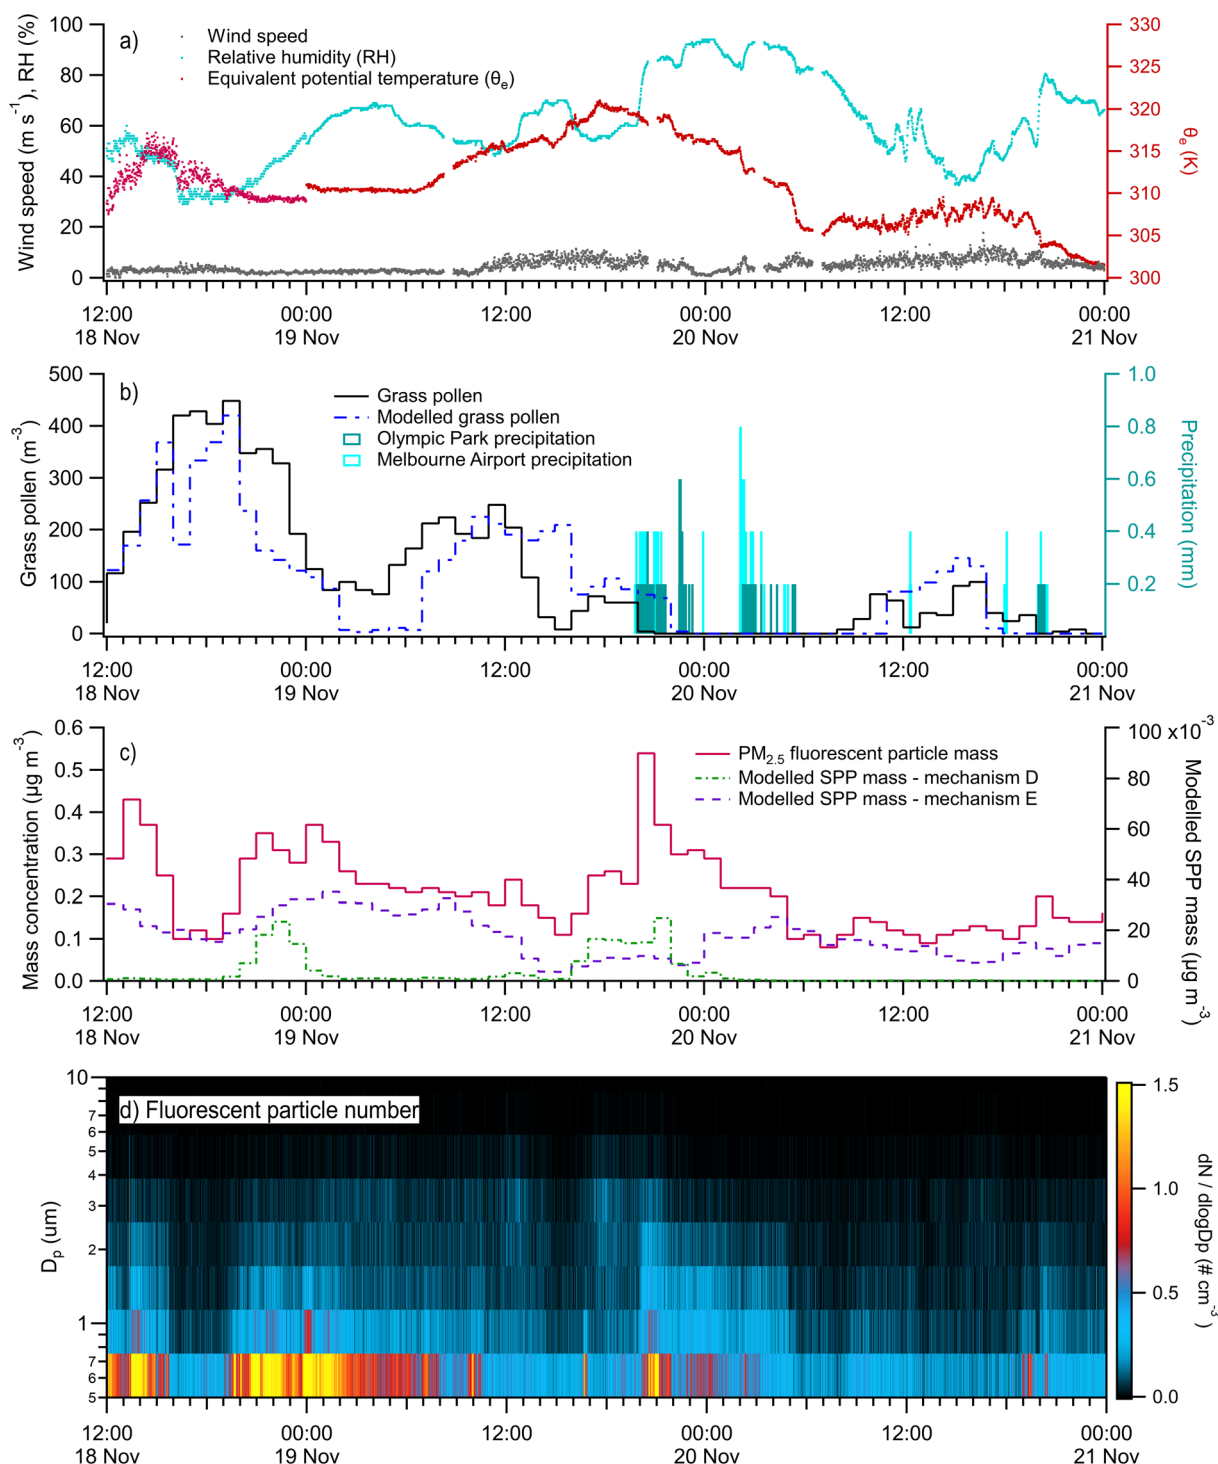 a)
Wind speed
Relative humidity (RH)
Equivalent potential temperature (θe)
Wind speed (m s-1), RH (%)
100
80
60
40
20
0
330
325
320
315
310
305
300
θe (K)
12:00 00:00 12:00 00:00 12:00 00:00
18 Nov 19 Nov 20 Nov 21 Nov
b)
Grass pollen
Modelled grass pollen
Olympic Park precipitation
Melbourne Airport precipitation
Grass pollen (m-3)
500
400
300
200
100
0
1.0
0.8
0.6
0.4
0.2
Precipitation (mm)
12:00 00:00 12:00 00:00 12:00 00:00
18 Nov 19 Nov 20 Nov 21 Nov
c)
PM2.5 fluorescent particle mass
Modelled SPP mass - mechanism D
Modelled SPP mass - mechanism E
Mass concentration (µg m-3)
0.6
0.5
0.4
0.3
0.2
0.1
0.0
100 x10-3
80
60
40
20
0
Modelled SPP mass (µg m-3)
12:00 00:00 12:00 00:00 12:00 00:00
18 Nov 19 Nov 20 Nov 21 Nov
d) Fluorescent particle number
Dp (um)
10
7
6
5
4
3
2
1
7
6
5
1.5
1.0
0.5
0.0
dN / dlogDp (# cm-3)
12:00 00:00 12:00 00:00 12:00 00:00
18 Nov 19 Nov 20 Nov 21 Nov